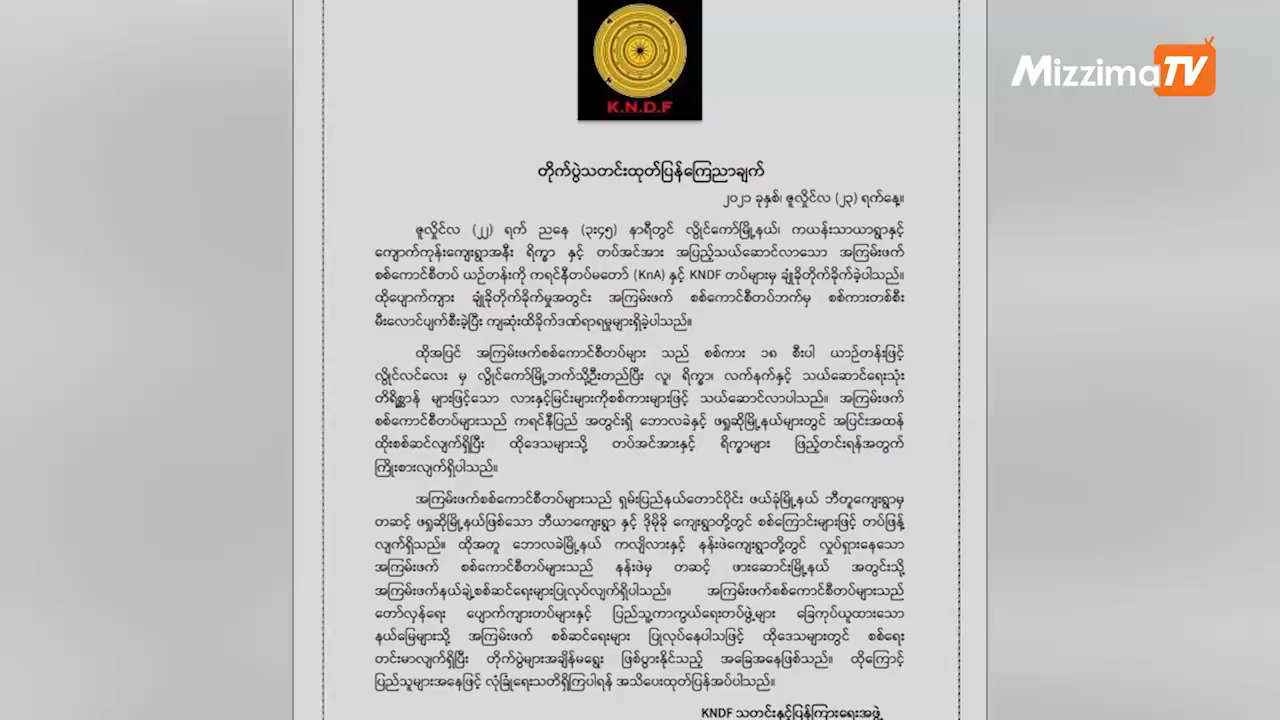 K.N.D.F
Mizzima TV
တိုက်ပွဲသတင်းထုတ်ပြန်ကြေညာချက်
၂၀၂၁ ခုနှစ်၊ ဇူလှိုင်လ (၂၃) ရက်နေ့။
ဇူလှိုင်လ (၂၂) ရက် ညနေ (၃း၄၅) နာရီတွင် လွိုင်ကော်မြို့နယ်၊ ကယန်းသာယာရွာနှင့်
ကျောက်ကုန်းကျေးရွာအနီး ရိက္ခာ နှင့် တပ်အင်အား အပြည့်သယ်ဆောင်လာသော အကြမ်းဖက်
စစ်ကောင်စီတပ် ယဉ်တန်းကို ကရင်နီတပ်မတော် (KnA) နှင့် KNDF တပ်များမှ ချုံခိုတိုက်ခိုက်ခဲ့ပါသည်။
ထိုပျောက်ကျား ချုံခိုတိုက်ခိုက်မှုအတွင်း အကြမ်းဖက် စစ်ကောင်စီတပ်ဘက်မှ စစ်ကားတစ်စီး
မီးလောင်ပျက်စီးခဲ့ပြီး ကျဆုံးထိခိုက်ဒဏ်ရာရမှုများရှိခဲ့ပါသည်။
ထိုအပြင် အကြမ်းဖက်စစ်ကောင်စီတပ်များ သည် စစ်ကား ၁၈ စီးပါ ယာဉ်တန်းဖြင့်
လွိုင်လင်လေး မှ လွိုင်ကော်မြို့ဘက်သို့ဦးတည်ပြီး လူ၊ ရိက္ခာ၊ လက်နက်နှင့် သယ်ဆောင်ရေးသုံး
တိရိစ္ဆာန် များဖြင့်သော လားနှင့်မြင်းများကိုစစ်ကားများဖြင့် သယ်ဆောင်လာပါသည်။ အကြမ်းဖက်
စစ်ကောင်စီတပ်များသည် ကရင်နီပြည် အတွင်းရှိ ဘောလခဲနှင့် ဖရူဆိုမြို့နယ်များတွင် အပြင်းအထန်
ထိုးစစ်ဆင်လျက်ရှိပြီး ထိုဒေသများသို့ တပ်အင်အားနှင့် ရိက္ခာများ ဖြည့်တင်းရန်အတွက်
ကြိုးစားလျက်ရှိပါသည်။
အကြမ်းဖက်စစ်ကောင်စီတပ်များသည် ရှမ်းပြည်နယ်တောင်ပိုင်း ဖယ်ခုံမြို့နယ် ဘီတူကျေးရွာမှ
တဆင့် ဖရူဆိုမြို့နယ်ဖြစ်သော ဘီယာကျေးရွာ နှင့် ဒိုမိုခို ကျေးရွာတို့တွင် စစ်ကြောင်းများဖြင့် တပ်ဖြန့်
လျက်ရှိသည်။ ထိုအတူ ဘောလခဲမြို့နယ် ကလျိလားနှင့် နန်းဖဲကျေးရွာတို့တွင် လှုပ်ရှားနေသော
အကြမ်းဖက် စစ်ကောင်စီတပ်များသည် နန်းဖဲမှ တဆင့် ဖားဆောင်းမြို့နယ် အတွင်းသို့
အကြမ်းဖက်နယ်ချဲ့စစ်ဆင်ရေးများပြုလုပ်လျက်ရှိပါသည်။ အကြမ်းဖက်စစ်ကောင်စီတပ်များသည်
တော်လှန်ရေး ပျောက်ကျားတပ်များနှင့် ပြည်သူ့ကာကွယ်ရေးတပ်ဖွဲ့များ ခြေကုပ်ယူထားသော
နယ်မြေများသို့ အကြမ်းဖက် စစ်ဆင်ရေးများ ပြုလုပ်နေပါသဖြင့် ထိုဒေသများတွင် စစ်ရေး
တင်းမာလျက်ရှိပြီး တိုက်ပွဲများအချိန်မရွေး ဖြစ်ပွားနိုင်သည့် အခြေအနေဖြစ်သည်။ ထိုကြောင့်
ပြည်သူများအနေဖြင့် လုံခြုံရေးသတိရှိကြပါရန် အသိပေးထုတ်ပြန်အပ်ပါသည်။
KNDF သတင်းနှင့်ပြန်ကြားရေးအဖွဲ့